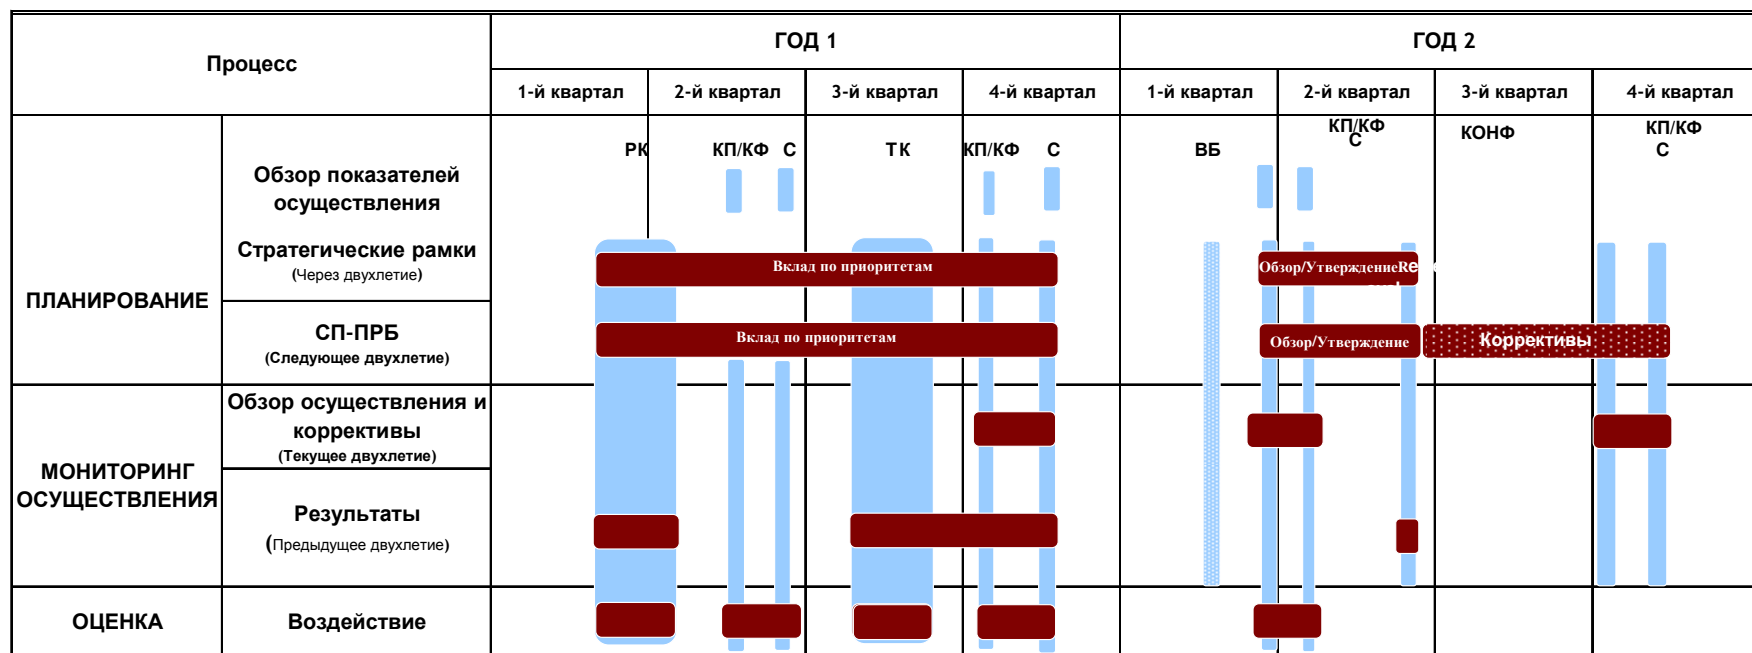 Процесс
ГОД 1
ГОД 2
1-й квартал
2-й квартал
3-й квартал
4-й квартал
1-й квартал
2-й квартал
3-й квартал
4-й квартал
РК
КП/КФ
С
ТК
КП/КФ
С
ВБ
КП/КФ
С
КОНФ
КП/КФ
С
ПЛАНИРОВАНИЕ
Обзор показателей
осуществления
Стратегические рамки
(Через двухлетие)
Вклад по приоритетам
Обзор/Утверждение
СП-ПРБ
(Следующее двухлетие)
Вклад по приоритетам
Обзор/Утверждение
Коррективы
МОНИТОРИНГ
ОСУЩЕСТВЛЕНИЯ
Обзор осуществления и
коррективы
(Текущее двухлетие)
Результаты
(Предыдущее двухлетие)
ОЦЕНКА
Воздействие